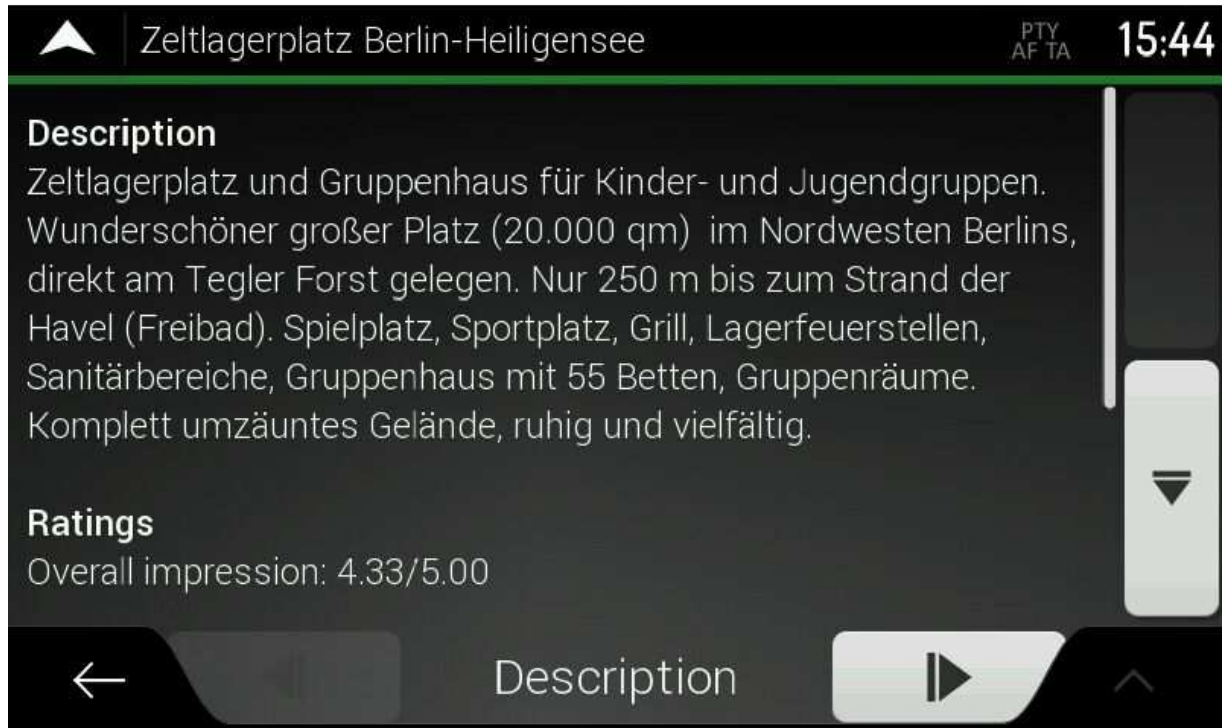 Zeltlagerplatz Berlin-Heiligensee
PTY
AF TA
15:44
Description
Zeltlagerplatz und Gruppenhaus für Kinder- und Jugendgruppen.
Wunderschöner großer Platz (20.000 qm)  im Nordwesten Berlins,
direkt am Tegler Forst gelegen. Nur 250 m bis zum Strand der
Havel (Freibad). Spielplatz, Sportplatz, Grill, Lagerfeuerstellen,
Sanitärbereiche, Gruppenhaus mit 55 Betten, Gruppenräume.
Komplett umzäuntes Gelände, ruhig und vielfältig.
Ratings
Overall impression: 4.33/5.00
Description